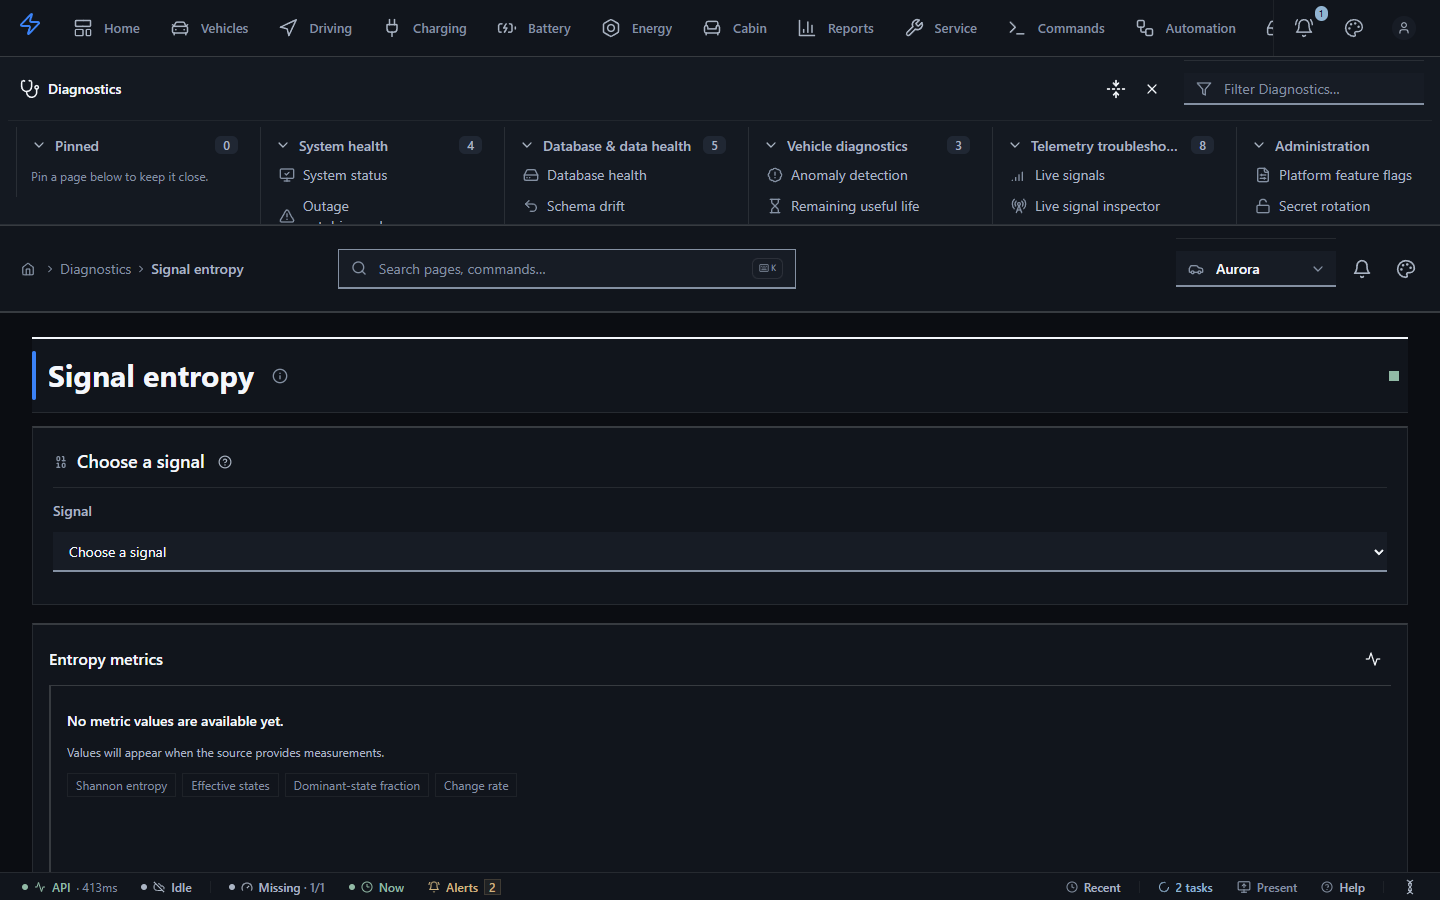 Home Vehicles Driving Charging Battery Energy Cabin Reports Service Commands Automation 1
Diagnostics Filter Diagnostics...
Pinned 0
Pin a page below to keep it close.
System health 4
System status
Outage
Database & data health 5
Database health
Schema drift
Vehicle diagnostics 3
Anomaly detection
Remaining useful life
Telemetry troublesho... 8
Live signals
Live signal inspector
Administration
Platform feature flags
Secret rotation
Diagnostics Signal entropy Search pages, commands... K Aurora
Signal entropy
Choose a signal
Signal
Choose a signal
Entropy metrics
No metric values are available yet.
Values will appear when the source provides measurements.
Shannon entropy Effective states Dominant-state fraction Change rate
API · 413ms Idle Missing · 1/1 Now Alerts 2 Recent 2 tasks Present Help